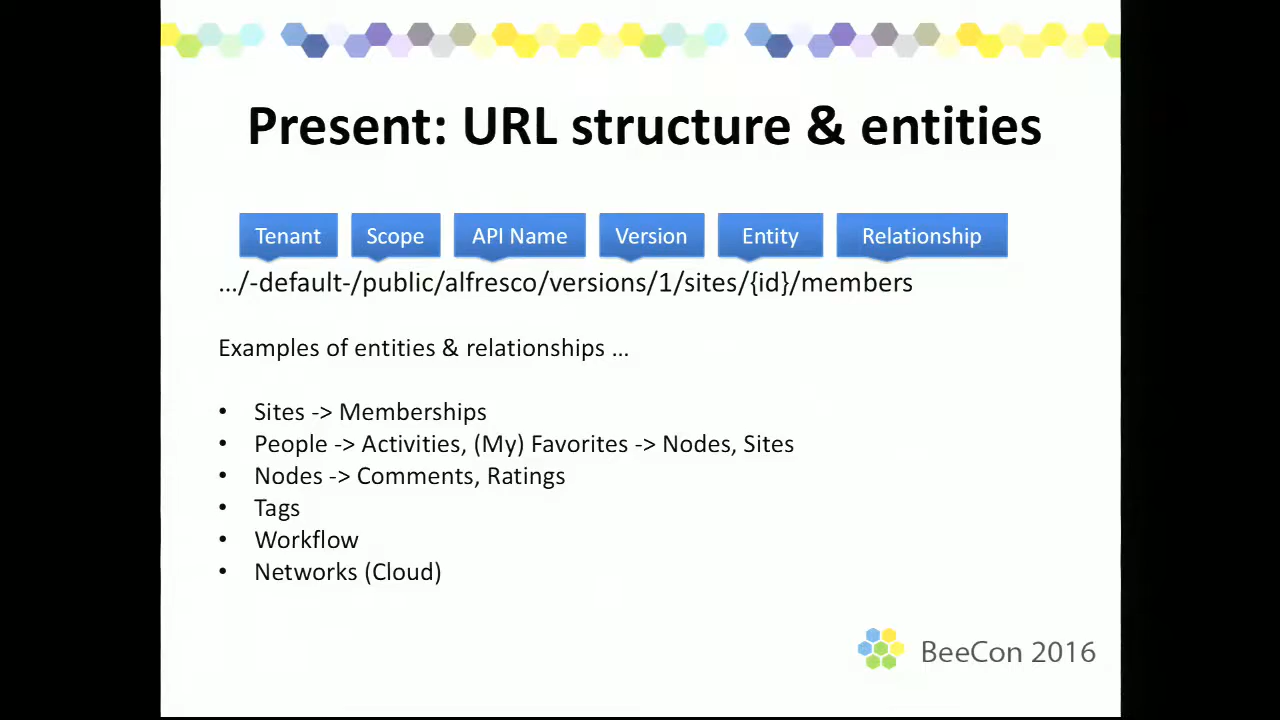 Present: URL structure & entities
Tenant Scope API Name Version Entity Relationship
.../-default-/public/alfresco/versions/1/sites/{id}/members
Examples of entities & relationships ...
• Sites -> Memberships
• People -> Activities, (My) Favorites -> Nodes, Sites
• Nodes -> Comments, Ratings
• Tags
• Workflow
• Networks (Cloud)
BeeCon 2016